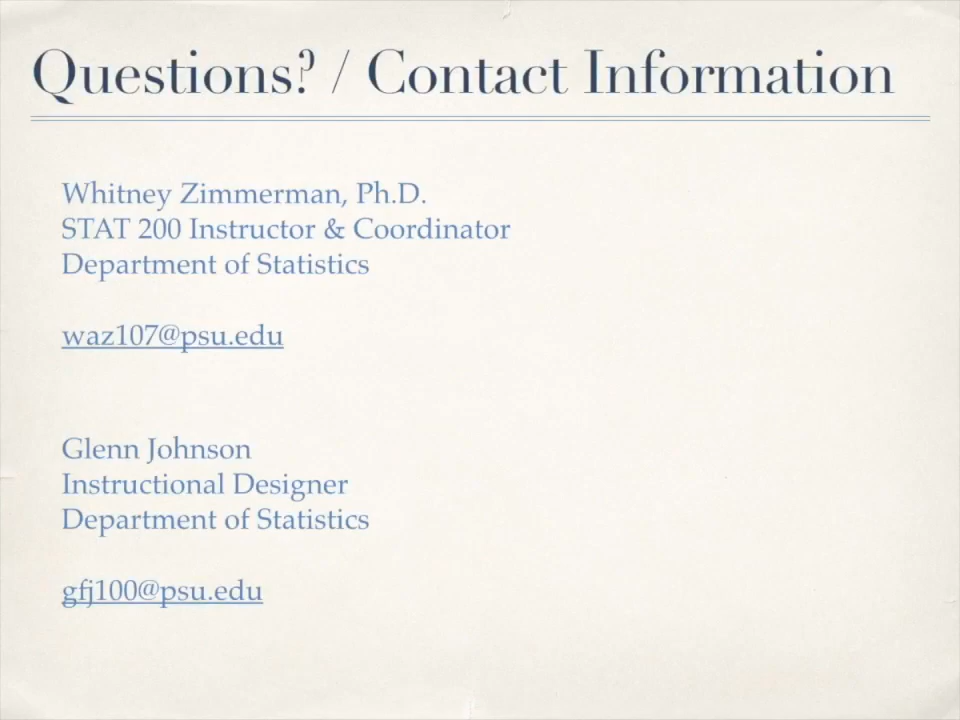 Questions? / Contact Information
Whitney Zimmerman, Ph.D.
STAT 200 Instructor & Coordinator
Department of Statistics
waz107@psu.edu
Glenn Johnson
Instructional Designer
Department of Statistics
gfj100@psu.edu